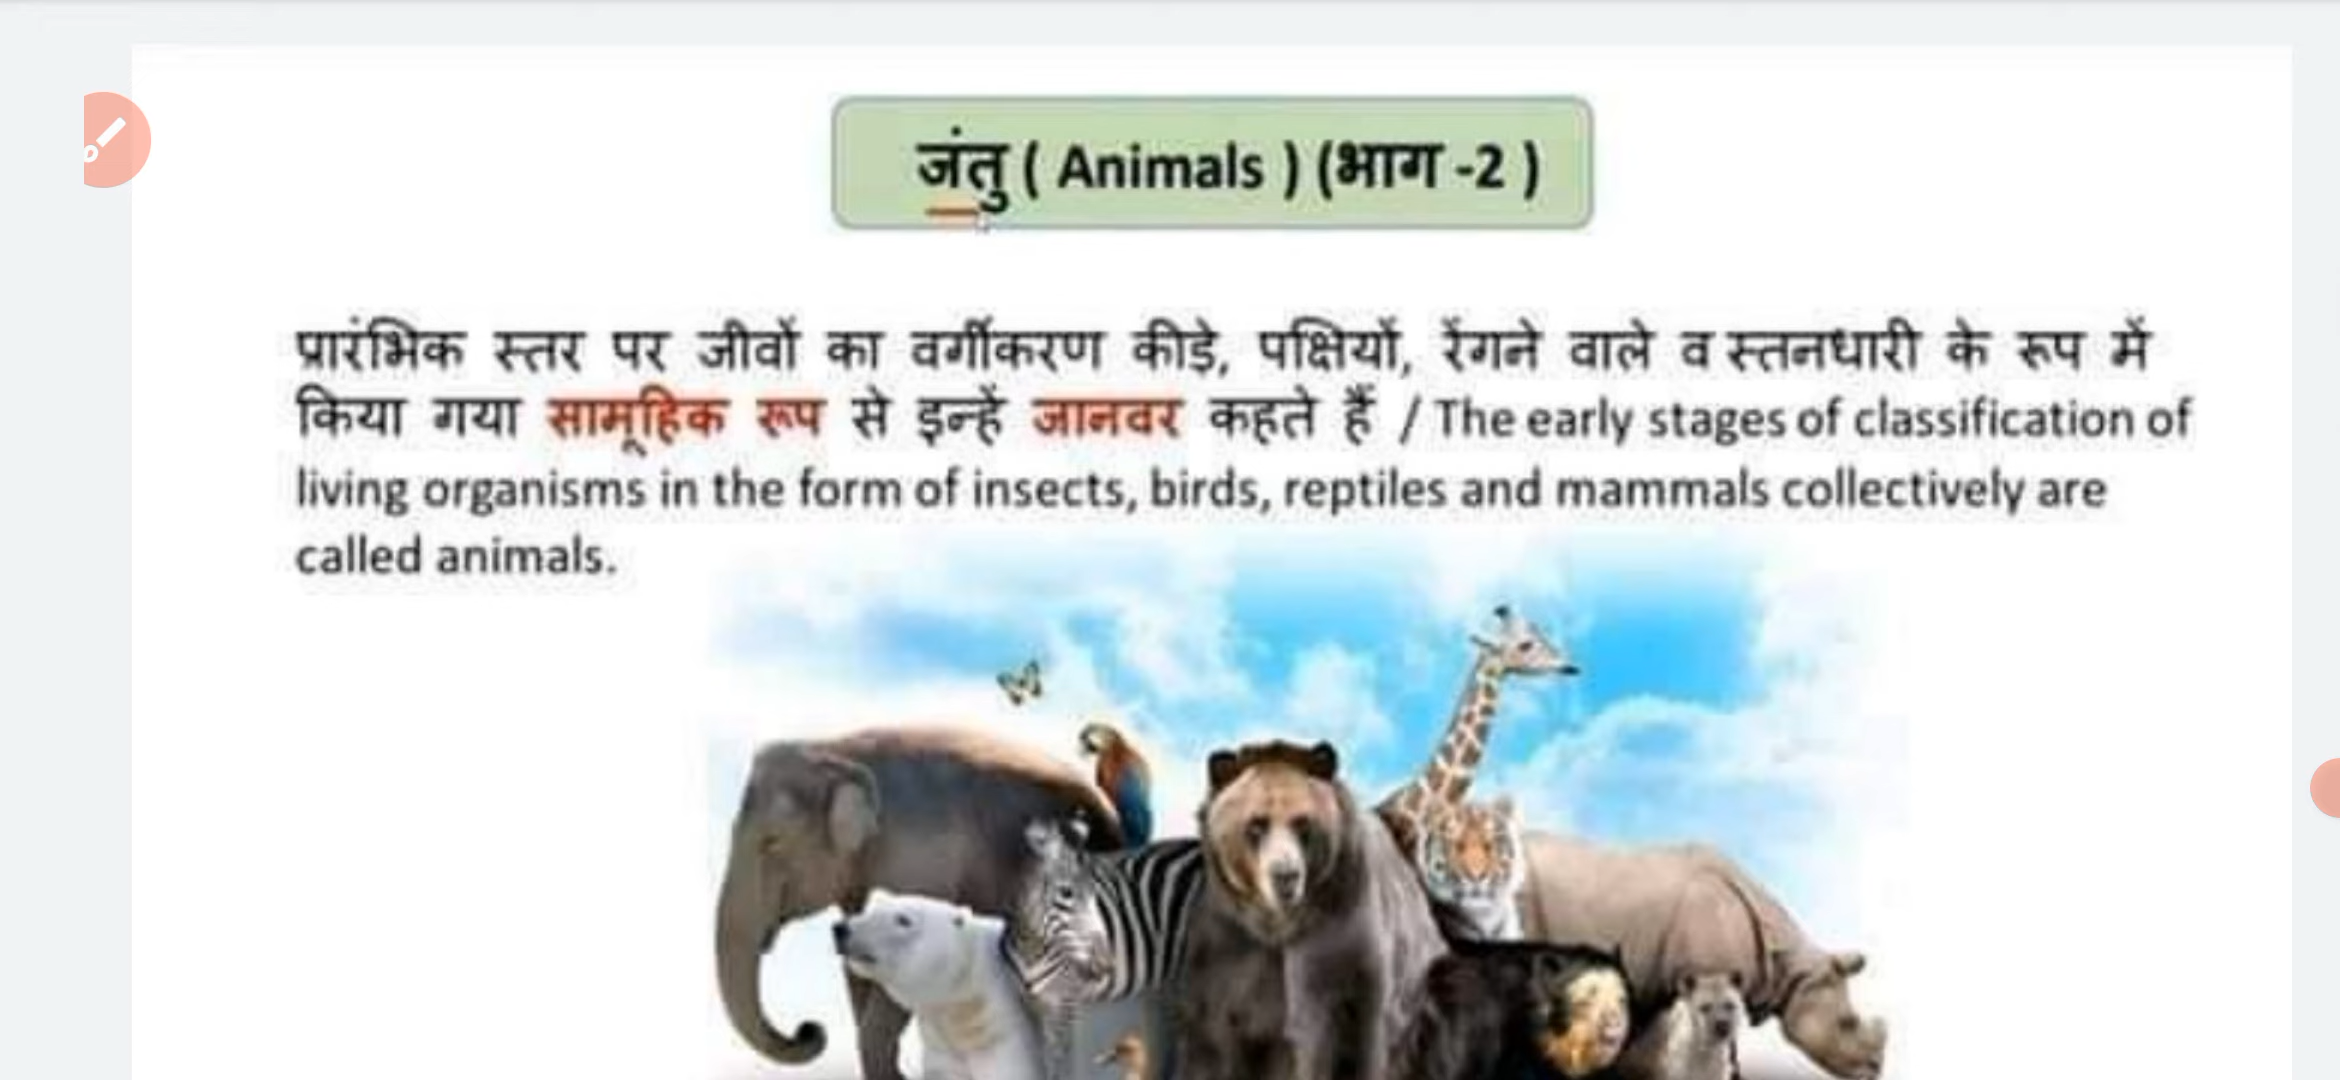 जंतु ( Animals ) (भाग -2 )
प्रारंभिक स्तर पर जीवों का वर्गीकरण कीडे, पक्षियों, रेंगने वाले व स्तनधारी के रूप में
किया गया सामूहिक रूप से इन्हें जानवर कहते हैं / The early stages of classification of
living organisms in the form of insects, birds, reptiles and mammals collectively are
called animals.